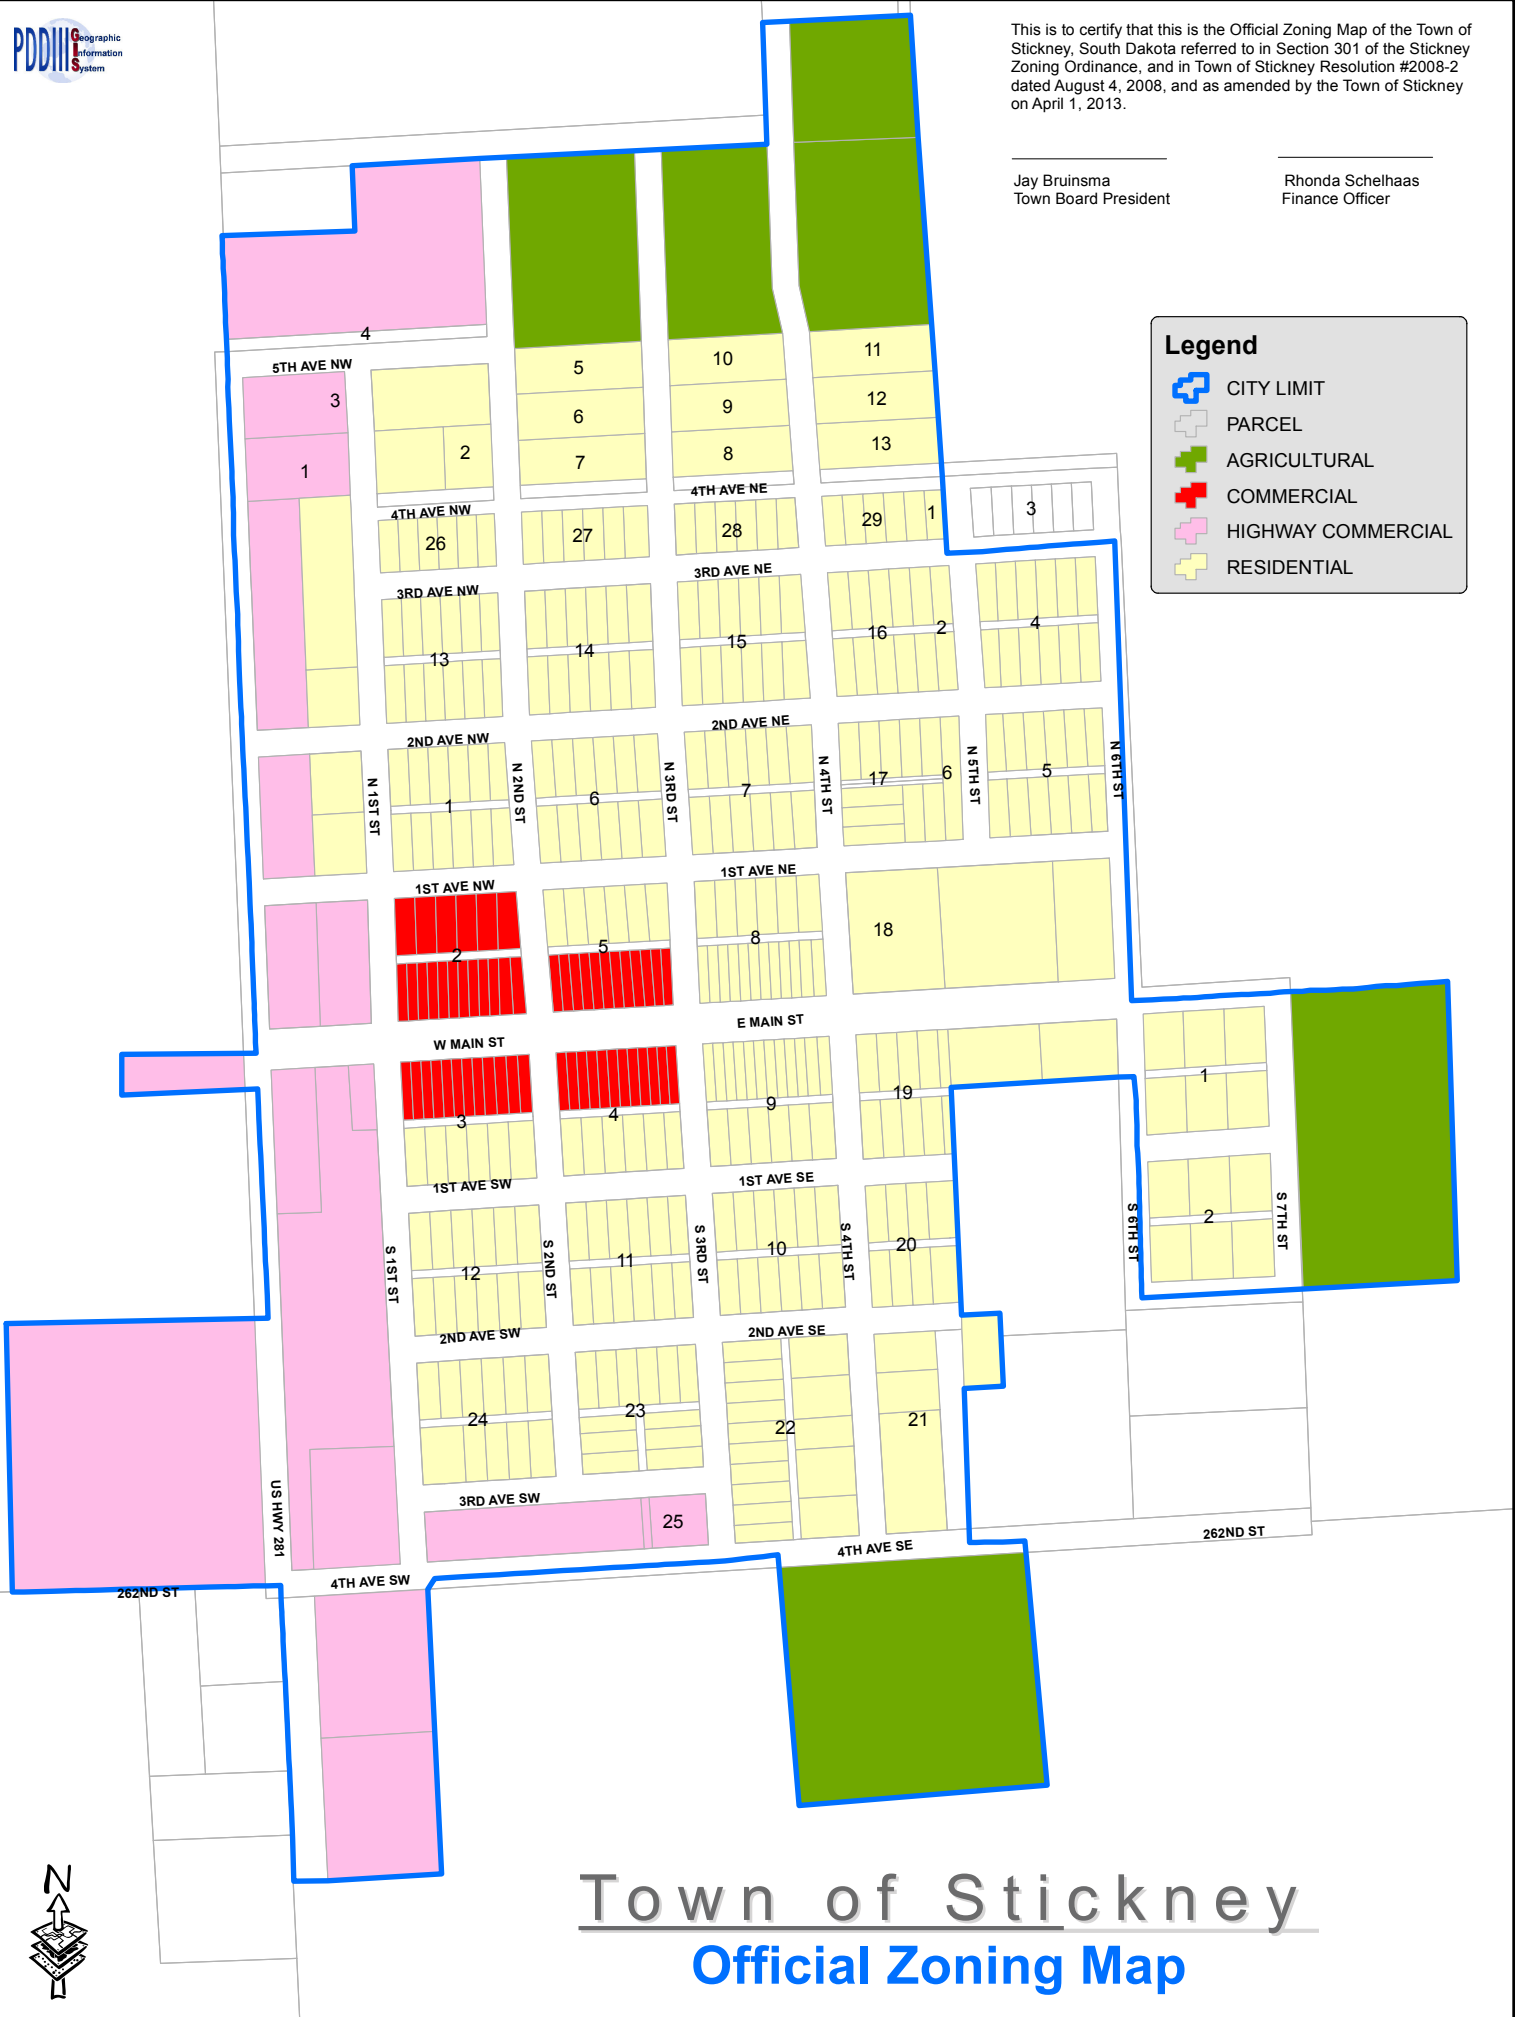 PDDIII Geographic
Information
System
This is to certify that this is the Official Zoning Map of the Town of
Stickney, South Dakota referred to in Section 301 of the Stickney
Zoning Ordinance, and in Town of Stickney Resolution #2008-2
dated August 4, 2008, and as amended by the Town of Stickney
on April 1, 2013.
Jay Bruinsma
Town Board President
Rhonda Schelhaas
Finance Officer
Legend
CITY LIMIT
PARCEL
AGRICULTURAL
COMMERCIAL
HIGHWAY COMMERCIAL
RESIDENTIAL
4
5TH AVE NW
3
1
2
5
6
7
10
9
8
11
12
13
4TH AVE NW
4TH AVE NE
26
27
28
29
1
3
3RD AVE NW
3RD AVE NE
13
14
15
16
2
4
2ND AVE NW
2ND AVE NE
N 1ST ST
N 2ND ST
N 3RD ST
N 4TH ST
N 5TH ST
N 6TH ST
1
6
7
17
6
5
1ST AVE NW
1ST AVE NE
2
5
8
18
W MAIN ST
E MAIN ST
3
4
9
19
1
1ST AVE SW
1ST AVE SE
S 1ST ST
S 2ND ST
S 3RD ST
S 4TH ST
S 6TH ST
S 7TH ST
12
11
10
20
2
2ND AVE SW
2ND AVE SE
24
23
22
21
US HWY 281
3RD AVE SW
25
4TH AVE SW
4TH AVE SE
262ND ST
262ND ST
N
Town of Stickney
Official Zoning Map